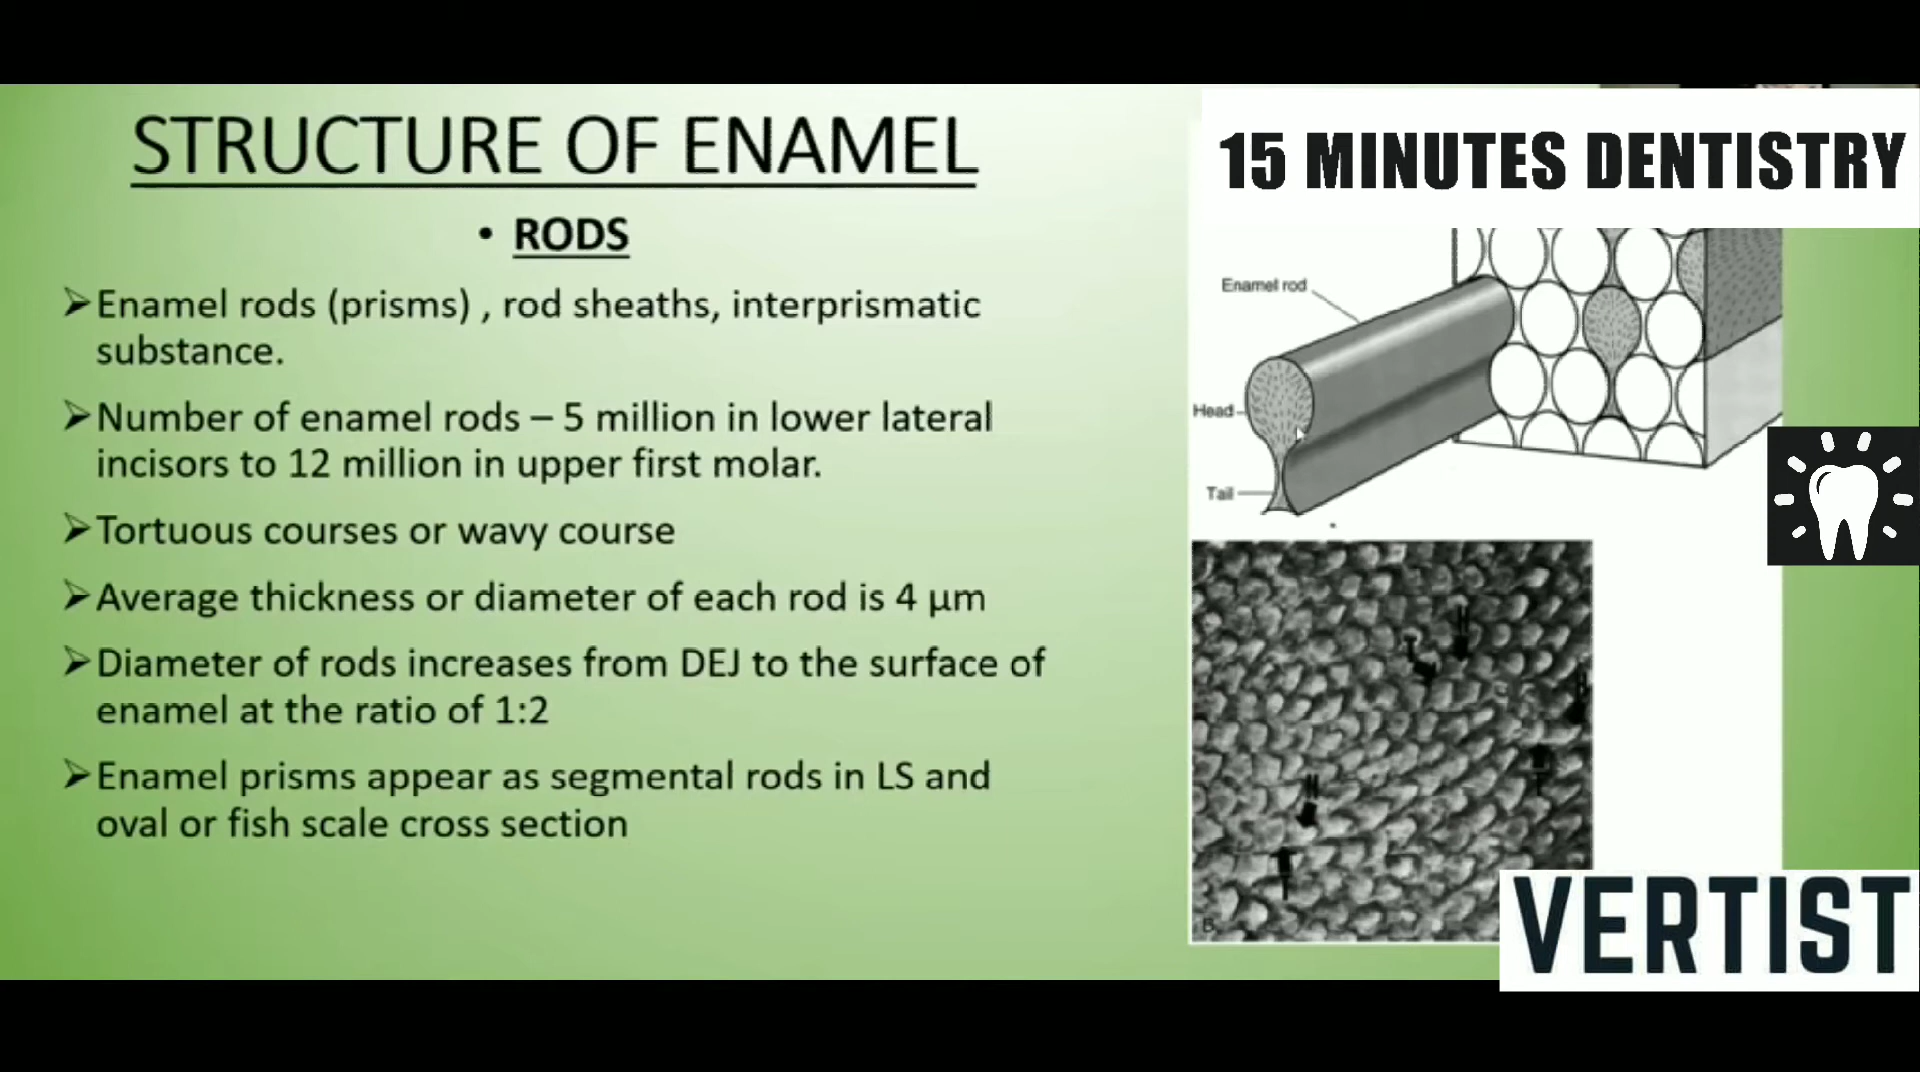 STRUCTURE OF ENAMEL
• RODS
➢Enamel rods (prisms) , rod sheaths, interprismatic
substance.
➢Number of enamel rods – 5 million in lower lateral
incisors to 12 million in upper first molar.
➢Tortuous courses or wavy course
➢Average thickness or diameter of each rod is 4 µm
➢Diameter of rods increases from DEJ to the surface of
enamel at the ratio of 1:2
➢Enamel prisms appear as segmental rods in LS and
oval or fish scale cross section
15 MINUTES DENTISTRY
Enamel rod
Head
Tail
B
VERTIST